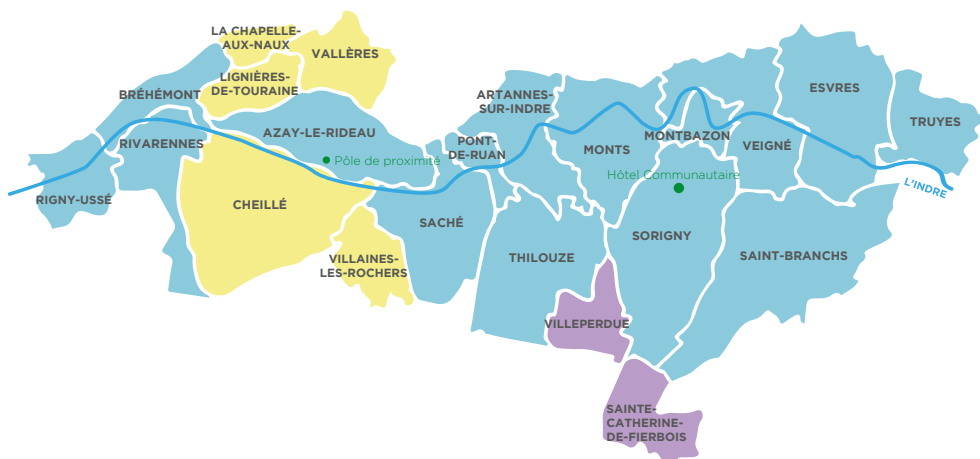 LA CHAPELLE-
AUX-NAUX
VALLÈRES
LIGNIÈRES-
DE-TOURAINE
BRÉHÉMONT
RIVARENNES
RIGNY-USSÉ
AZAY-LE-RIDEAU
Pôle de proximité
CHEILLÉ
VILLAINES-
LES-ROCHERS
SACHÉ
PONT-
DE-RUAN
ARTANNES-
SUR-INDRE
MONTS
THILOUZE
VILLEPERDUE
SAINTE-
CATHERINE-
DE-FIERBOIS
MONTBAZON
Hôtel Communautaire
SORIGNY
VEIGNÉ
ESVRES
TRUYES
L'INDRE
SAINT-BRANCHS